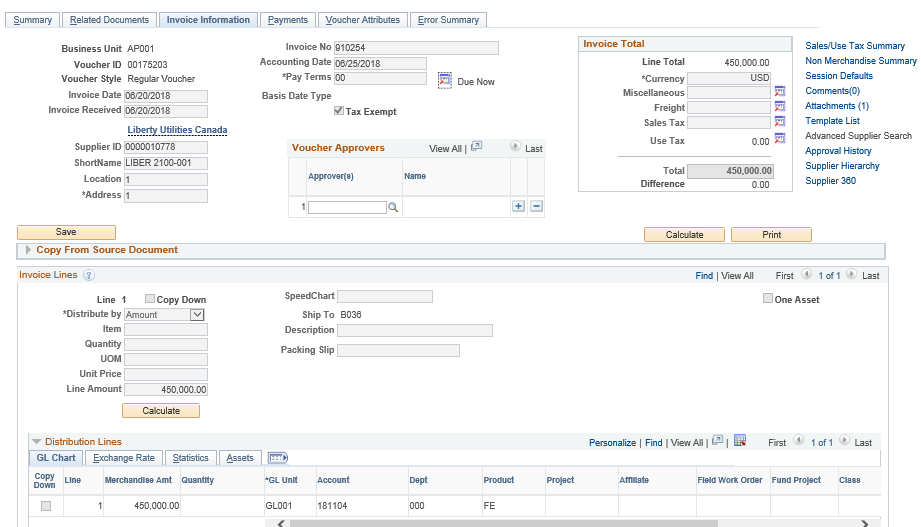 Summary Related Documents Invoice Information Payments Voucher Attributes Error Summary
Business Unit AP001
Voucher ID 00175203
Voucher Style Regular Voucher
Invoice Date 06/20/2018
Invoice Received 06/20/2018
Liberty Utilities Canada
Supplier ID 0000010778
ShortName LIBER 2100-001
Location 1
*Address 1
Invoice No 910254
Accounting Date 06/25/2018
*Pay Terms 00 Due Now
Basis Date Type
Tax Exempt
Voucher Approvers View All | Last
Approver(s) Name
1
Invoice Total
Line Total 450,000.00
*Currency USD
Miscellaneous
Freight
Sales Tax
Use Tax 0.00
Total 450,000.00
Difference 0.00
Sales/Use Tax Summary
Non Merchandise Summary
Session Defaults
Comments(0)
Attachments (1)
Template List
Advanced Supplier Search
Approval History
Supplier Hierarchy
Supplier 360
Save Calculate Print
Copy From Source Document
Invoice Lines ? Find | View All First 1 of 1 Last
Line 1 Copy Down
*Distribute by Amount
Item
Quantity
UOM
Unit Price
Line Amount 450,000.00
Calculate
SpeedChart
Ship To B036
Description
Packing Slip
One Asset
Distribution Lines Personalize | Find | View All | | First 1 of 1 Last
GL Chart Exchange Rate Statistics Assets
Copy Down Line Merchandise Amt Quantity *GL Unit Account Dept Product Project Affiliate Field Work Order Fund Project Class
1 450,000.00 GL001 181104 000 FE